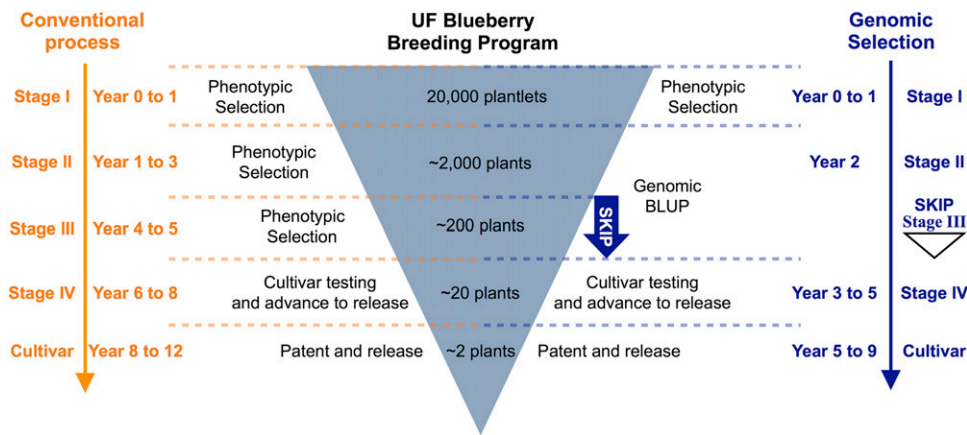 Conventional
process
UF Blueberry
Breeding Program
Genomic
Selection
Stage I
Year 0 to 1
Phenotypic
Selection
20,000 plantlets
Phenotypic
Selection
Year 0 to 1
Stage I
Stage II
Year 1 to 3
Phenotypic
Selection
~2,000 plants
Year 2
Stage II
Genomic
BLUP
Stage III
Year 4 to 5
Phenotypic
Selection
~200 plants
SKIP
SKIP
Stage III
Stage IV
Year 6 to 8
Cultivar testing
and advance to release
~20 plants
Cultivar testing
and advance to release
Year 3 to 5
Stage IV
Cultivar
Year 8 to 12
Patent and release
~2 plants
Patent and release
Year 5 to 9
Cultivar